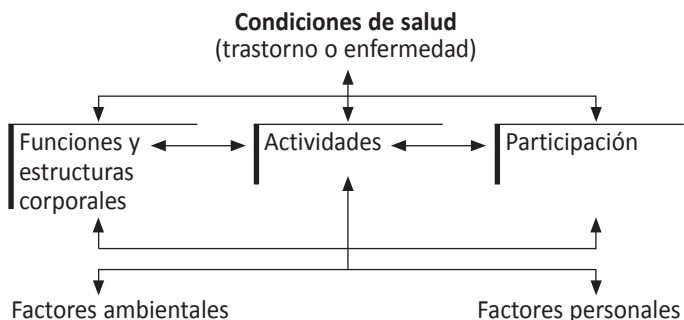 Condiciones de salud
(trastorno o enfermedad)
Funciones y
estructuras
corporales
Actividades
Participación
Factores ambientales
Factores personales